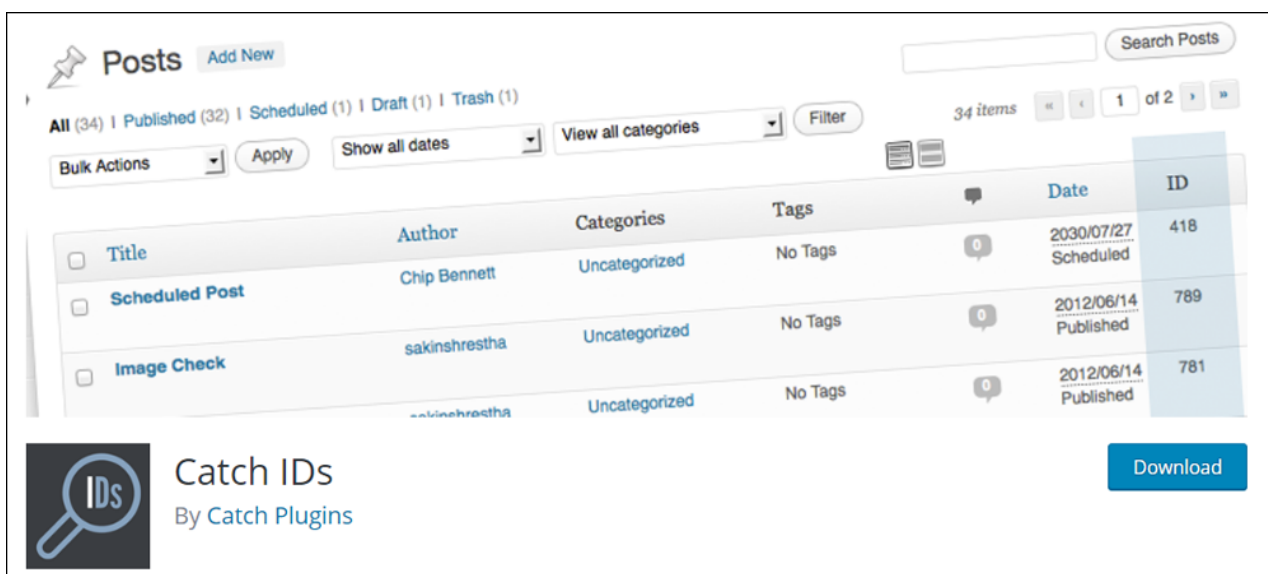 Posts Add New Search Posts
All (34) | Published (32) | Scheduled (1) | Draft (1) | Trash (1)
34 items « ‹ 1 of 2 › »
Bulk Actions Apply Show all dates View all categories Filter
Title Author Categories Tags Date ID
Scheduled Post Chip Bennett Uncategorized No Tags 0 2030/07/27 418
Scheduled
Image Check sakinshrestha Uncategorized No Tags 0 2012/06/14 789
Published
sakinshrestha Uncategorized No Tags 0 2012/06/14 781
Published
IDs
Catch IDs
By Catch Plugins
Download